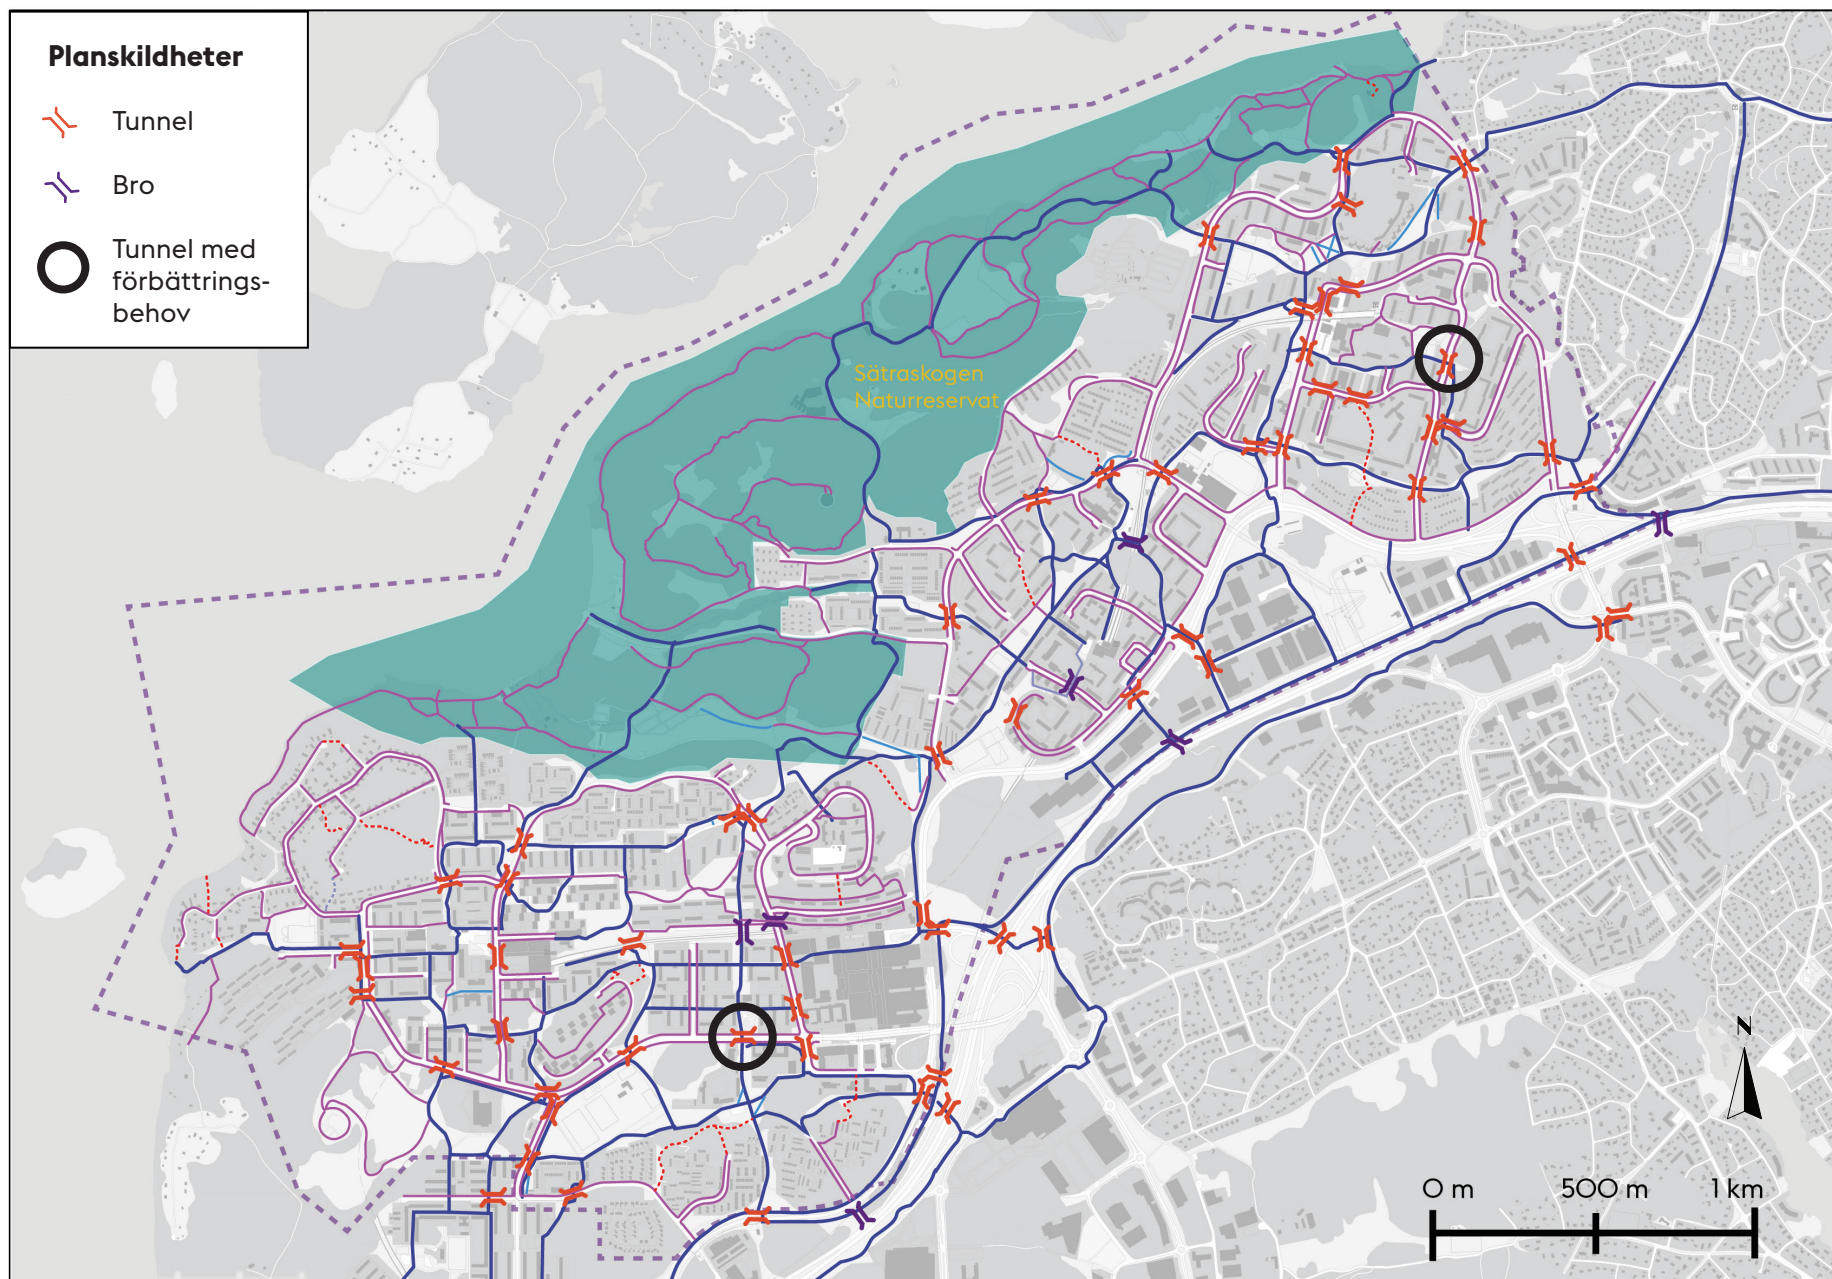 Planskildheter
Tunnel
Bro
Tunnel med
förbättrings-
behov
Sätraskogen
Naturreservat
N
0 m 500 m 1 km